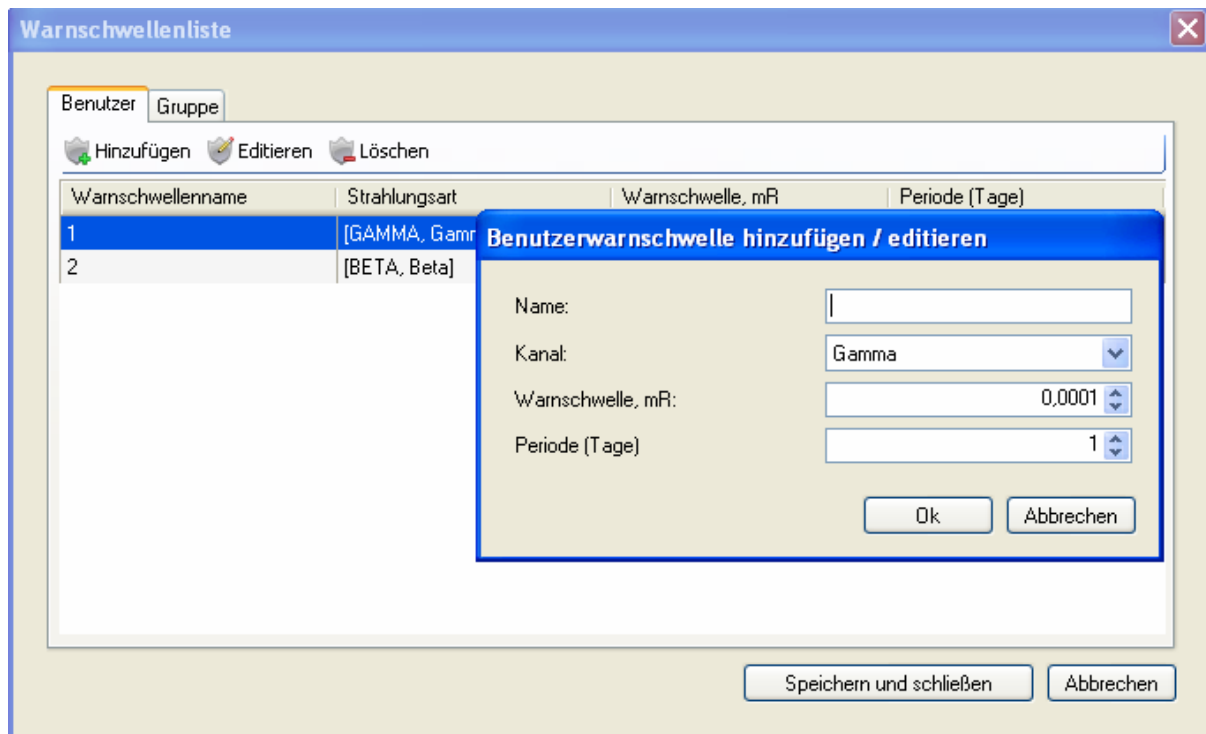 Warnschwellenliste
Benutzer Gruppe
Hinzufügen Editieren Löschen
Warnschwellenname Strahlungsart Warnschwelle, mR Periode (Tage)
1 [GAMMA, Gamm
2 [BETA, Beta]
Benutzerwarnschwelle hinzufügen / editieren
Name:
Kanal: Gamma
Warnschwelle, mR: 0,0001
Periode (Tage) 1
Ok Abbrechen
Speichern und schließen Abbrechen